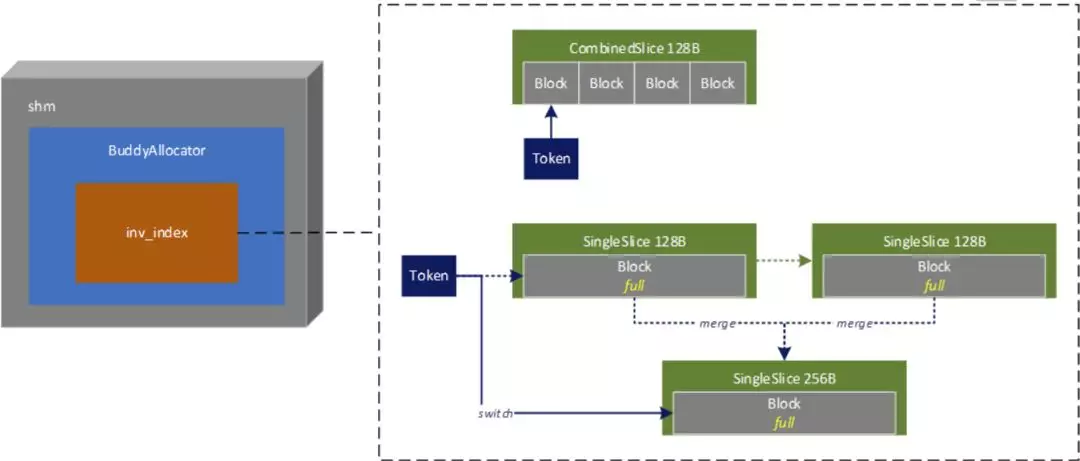 shm
BuddyAllocator
inv_index
CombinedSlice 128B
Block Block Block Block
Token
SingleSlice 128B
Block
full
SingleSlice 128B
Block
full
Token
merge merge
SingleSlice 256B
Block
full
switch